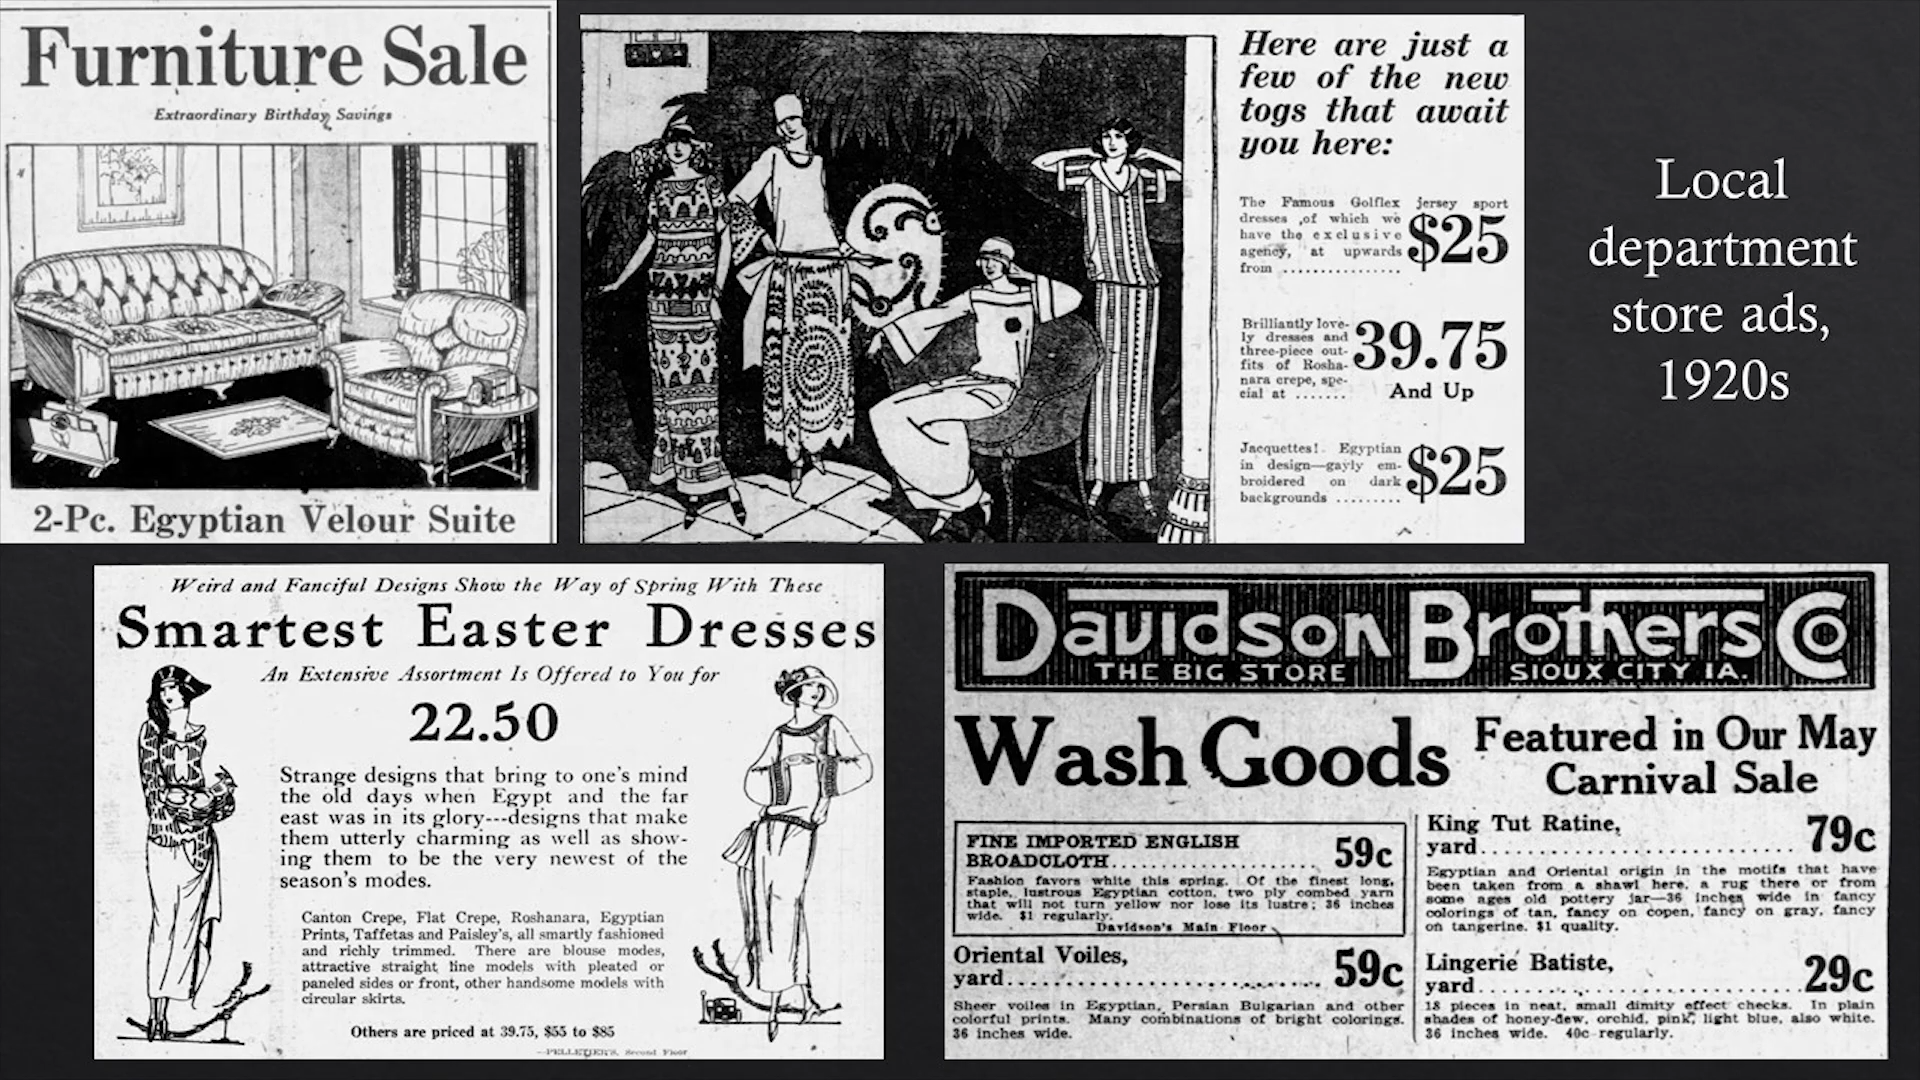 Furniture Sale
Extraordinary Birthday Savings
2-Pc. Egyptian Velour Suite
Here are just a
few of the new
togs that await
you here:
The Famous Golflex jersey sport
dresses, of which we
have the exclusive
agency, at upwards
from ................ $25
Brilliantly love-
ly dresses and
three-piece out-
fits of Rosha-
nara crepe, spe-
cial at ....... 39.75
And Up
Jacquettes! Egyptian
in design—gayly em-
broidered on dark
backgrounds ......... $25
Local
department
store ads,
1920s
Weird and Fanciful Designs Show the Way of Spring With These
Smartest Easter Dresses
An Extensive Assortment Is Offered to You for
22.50
Strange designs that bring to one's mind
the old days when Egypt and the far
east was in its glory---designs that make
them utterly charming as well as show-
ing them to be the very newest of the
season's modes.
Canton Crepe, Flat Crepe, Roshanara, Egyptian
Prints, Taffetas and Paisley's, all smartly fashioned
and richly trimmed. There are blouse modes,
attractive straight line models with pleated or
paneled sides or front, other handsome models with
circular skirts.
Others are priced at 39.75, $55 to $85
—PELLETIER'S, Second Floor
Davidson Brothers Co
THE BIG STORE SIOUX CITY IA.
Wash Goods
Featured in Our May
Carnival Sale
FINE IMPORTED ENGLISH
BROADCLOTH........................ 59c
Fashion favors white this spring. Of the finest long,
staple, lustrous Egyptian cotton, two ply combed yarn
that will not turn yellow nor lose its lustre; 36 inches
wide. $1 regularly.
Davidson's Main Floor
Oriental Voiles,
yard.................................... 59c
Sheer voiles in Egyptian, Persian Bulgarian and other
colorful prints. Many combinations of bright colorings.
36 inches wide.
King Tut Ratine,
yard................................ 79c
Egyptian and Oriental origin in the motifs that have
been taken from a shawl here, a rug there or from
some ages old pottery jar—36 inches wide in fancy
colorings of tan, fancy on copen, fancy on gray, fancy
on tangerine. $1 quality.
Lingerie Batiste,
yard................................ 29c
18 pieces in neat, small dimity effect checks. In plain
shades of honey-dew, orchid, pink, light blue, also white.
36 inches wide. 40c regularly.